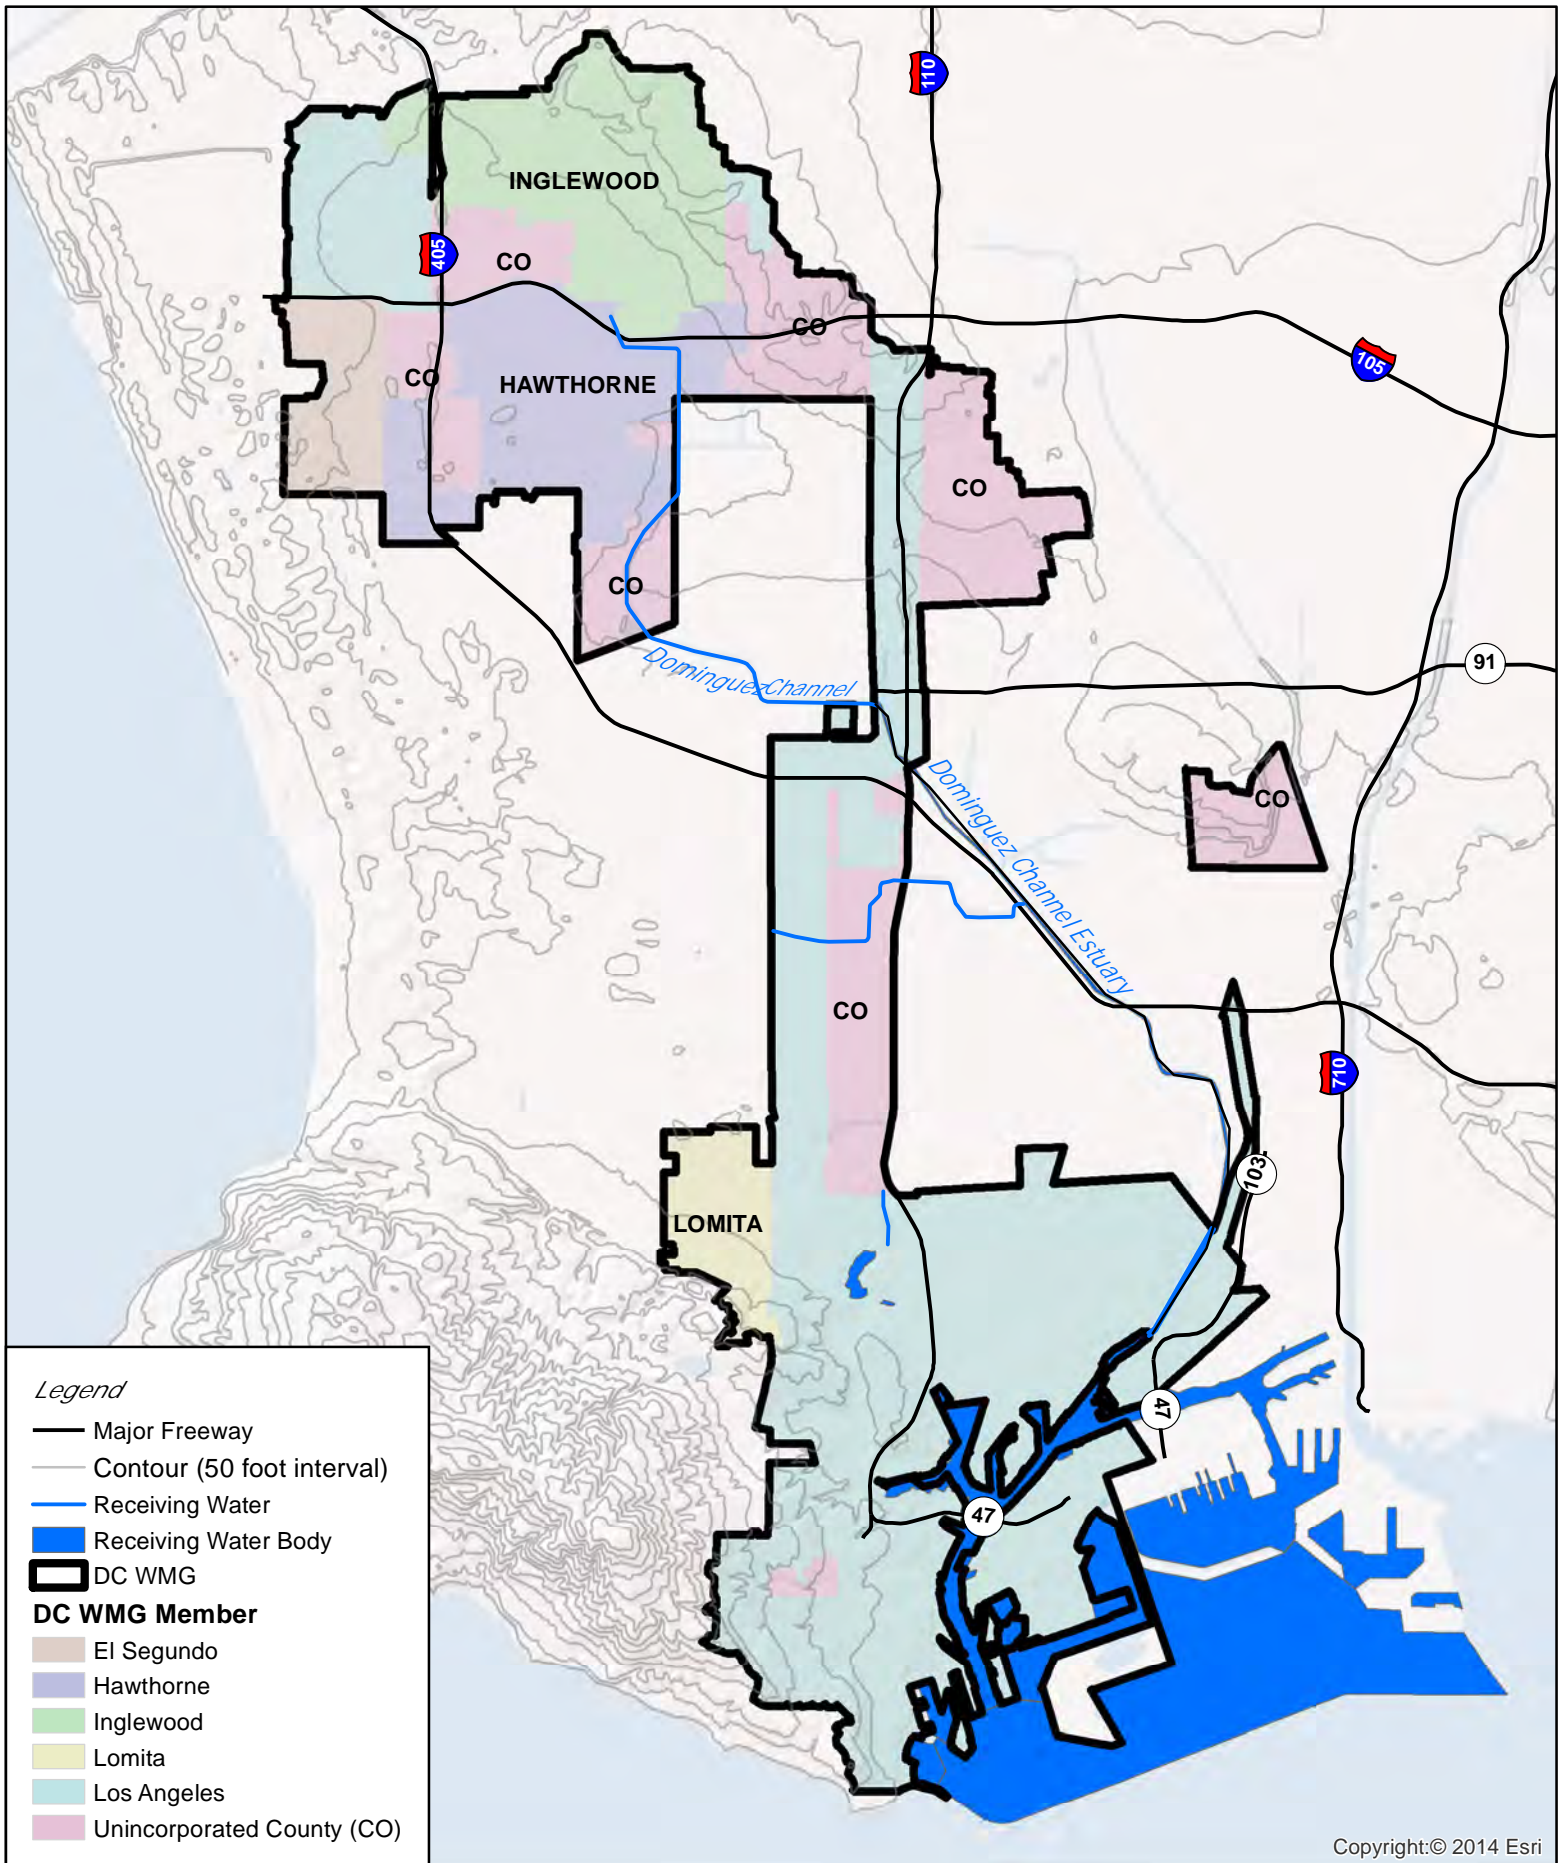 110
INGLEWOOD
405
CO
CO
105
CO
HAWTHORNE
CO
CO
91
Dominguez Channel
Dominguez Channel Estuary
CO
CO
710
103
LOMITA
47
47
Legend
Major Freeway
Contour (50 foot interval)
Receiving Water
Receiving Water Body
DC WMG
DC WMG Member
El Segundo
Hawthorne
Inglewood
Lomita
Los Angeles
Unincorporated County (CO)
Copyright:© 2014 Esri